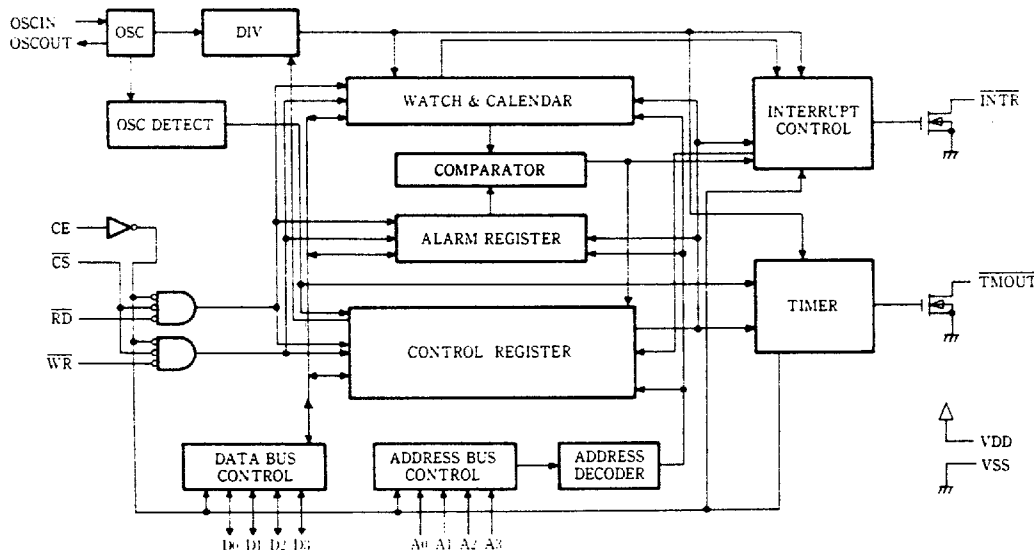 OSCIN
OSCOUT
OSC
DIV
OSC DETECT
WATCH & CALENDAR
COMPARATOR
ALARM REGISTER
INTERRUPT
CONTROL
INTR
CE
CS
RD
WR
CONTROL REGISTER
TIMER
TMOUT
DATA BUS
CONTROL
ADDRESS BUS
CONTROL
ADDRESS
DECODER
VDD
VSS
D0 D1 D2 D3
A0 A1 A2 A3